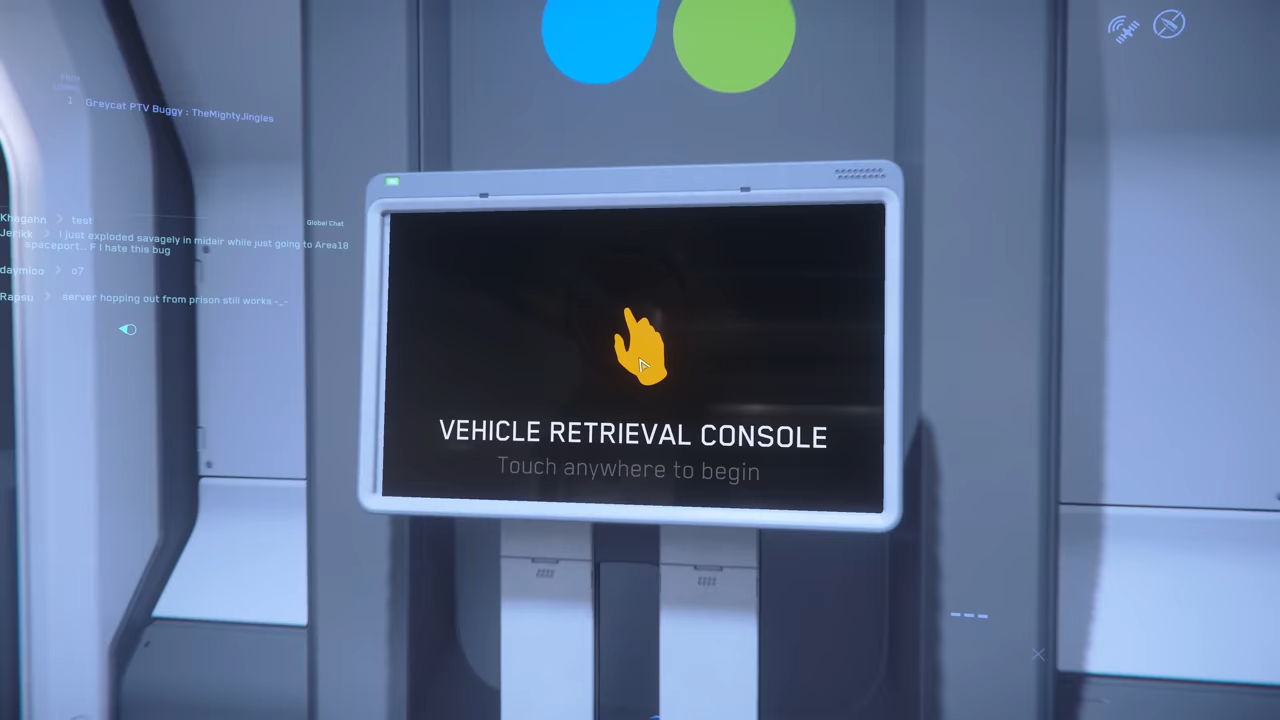 1 Greycat PTV Buggy : TheMightyJingles
Global Chat
Khagahn > test
Jerikk > I just exploded savagely in midair while just going to Area18
spaceport.. F I hate this bug
daymloo > o7
Rapsu > server hopping out from prison still works -_-
VEHICLE RETRIEVAL CONSOLE
Touch anywhere to begin